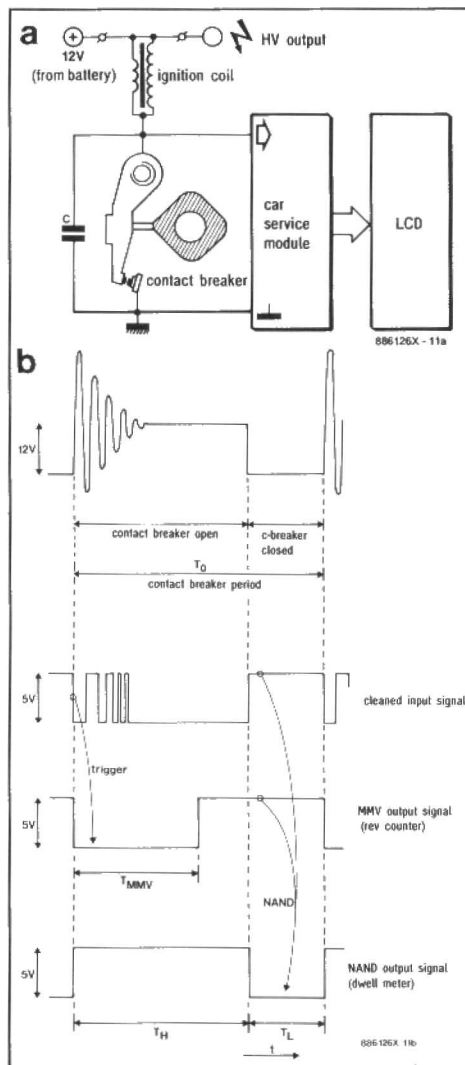 a
12V
(from battery)
HV output
ignition coil
C
car
service
module
LCD
contact breaker
886126X - 11a
b
12V
contact breaker open
c-breaker
closed
T0
contact breaker period
5V
cleaned input signal
trigger
5V
MMV output signal
(rev counter)
TMMV
NAND
5V
NAND output signal
(dwell meter)
TH
TL
t
886126X 11b